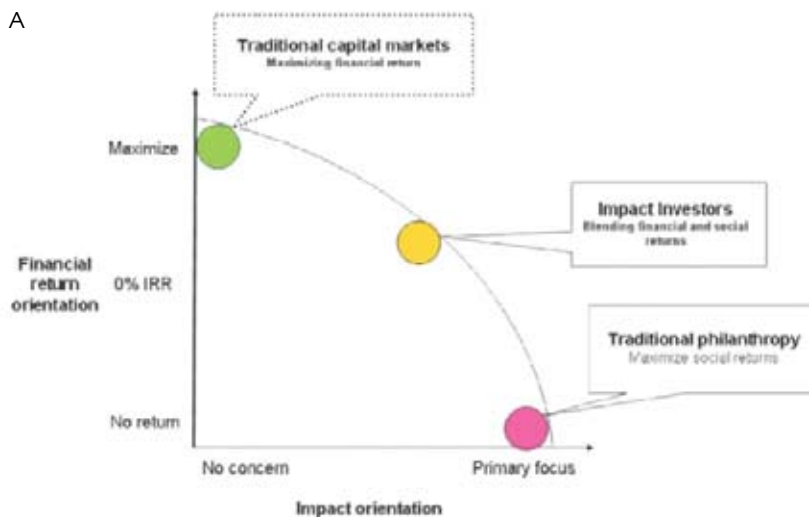 A
Traditional capital markets
Maximizing financial return
Maximize
Impact Investors
Blending financial and social
returns
Financial
return
orientation
0% IRR
Traditional philanthropy
Maximize social returns
No return
No concern
Primary focus
Impact orientation